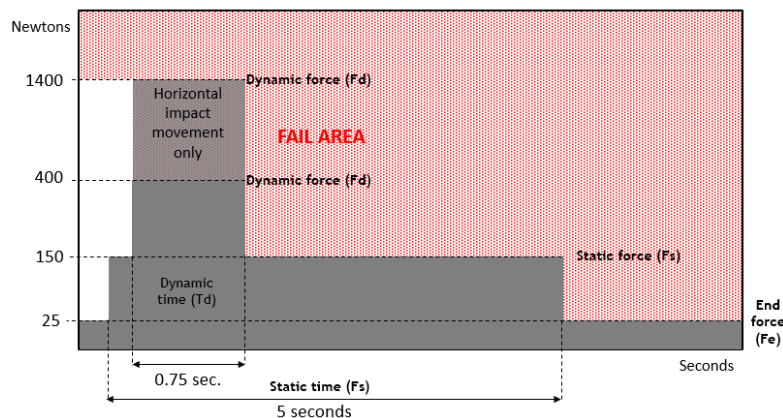 Newtons
1400
Dynamic force (Fd)
Horizontal
impact
movement
only
FAIL AREA
400
Dynamic force (Fd)
150
Static force (Fs)
Dynamic
time (Td)
25
End
force
(Fe)
Seconds
0.75 sec.
Static time (Fs)
5 seconds